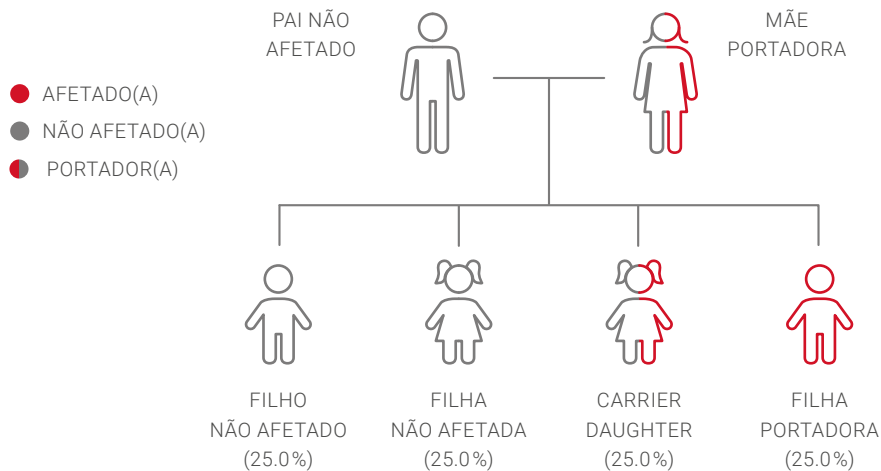 PAI NÃO
AFETADO
MÃE
PORTADORA
AFETADO(A)
NÃO AFETADO(A)
PORTADOR(A)
FILHO
NÃO AFETADO
(25.0%)
FILHA
NÃO AFETADA
(25.0%)
CARRIER
DAUGHTER
(25.0%)
FILHA
PORTADORA
(25.0%)